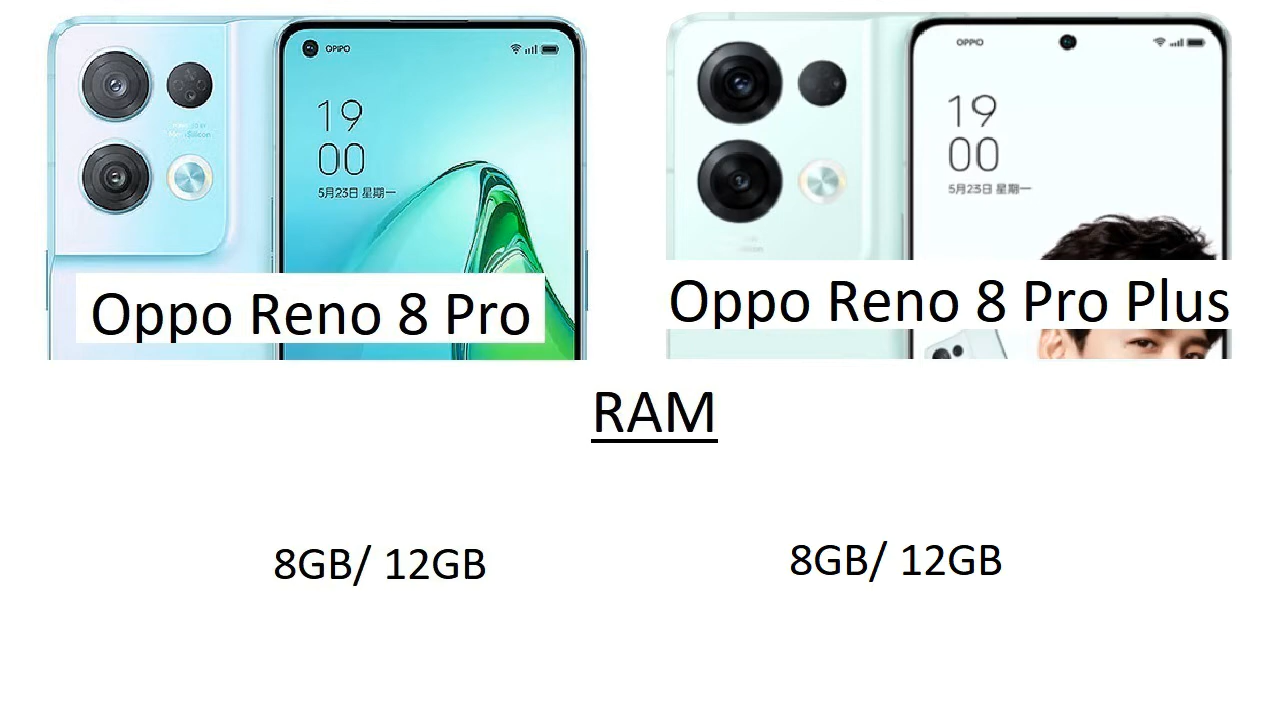 OPPO
19
00
5月23日 星期一
Oppo Reno 8 Pro
OPPO
19
00
5月23日 星期一
Oppo Reno 8 Pro Plus
RAM
8GB/ 12GB
8GB/ 12GB